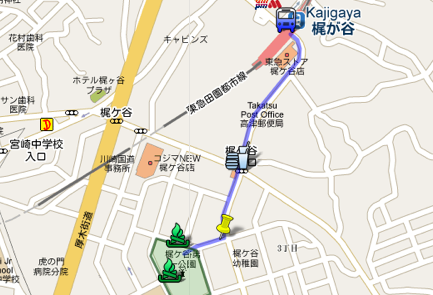 花村歯科
医院
キャビンズ
Kajigaya
梶が谷
東急ストア
梶ケ谷店
ホテル梶ヶ谷
プラザ
東急田園都市線
サン歯科
医院
梶ケ谷
Takatsu
Post Office
高津郵便局
宮崎中学校
入口
川崎国道
事務所
コジマNEW
梶ケ谷店
梶ケ谷
厚木街道
虎の門
病院分院
梶ケ谷第
公園
梶ケ谷
幼稚園
3丁目